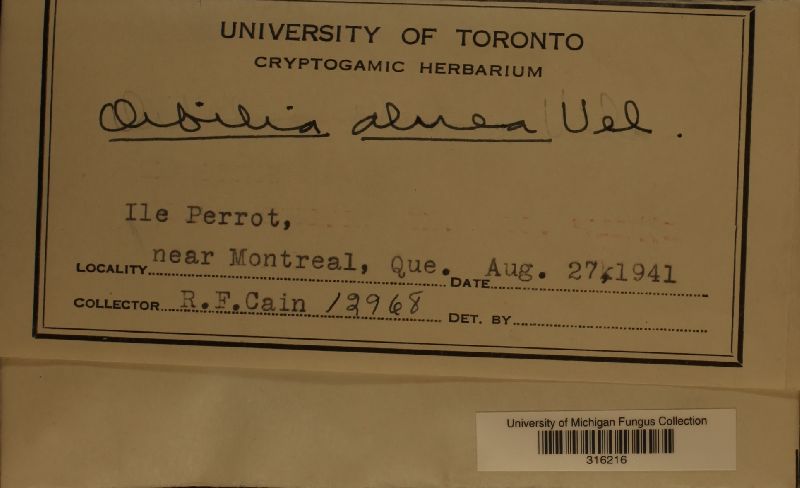 UNIVERSITY OF TORONTO
CRYPTOGAMIC HERBARIUM
Orbilia alnea Vel.
Ile Perrot,
LOCALITY near Montreal, Que. DATE Aug. 27, 1941
COLLECTOR R.F.Cain 12968 DET. BY
University of Michigan Fungus Collection
316216